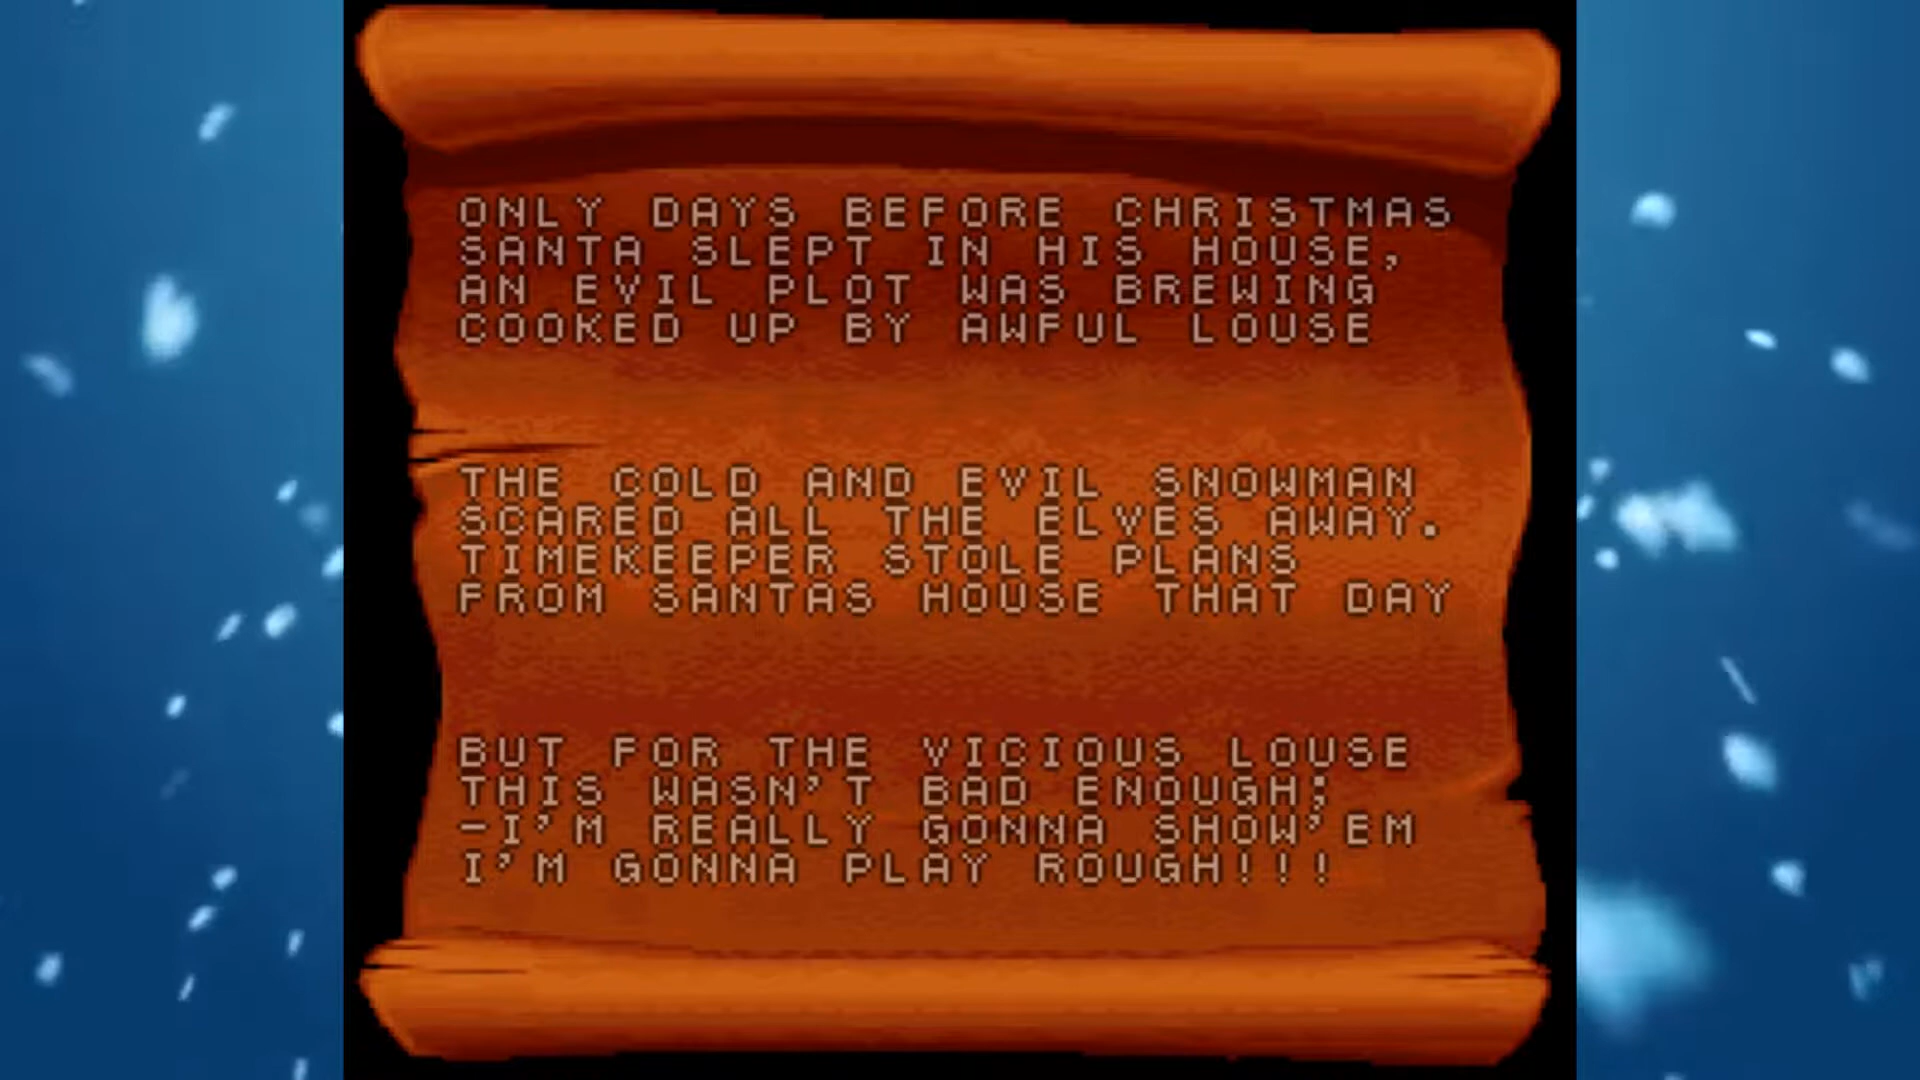 ONLY DAYS BEFORE CHRISTMAS
SANTA SLEPT IN HIS HOUSE,
AN EVIL PLOT WAS BREWING
COOKED UP BY AWFUL LOUSE
THE COLD AND EVIL SNOWMAN
SCARED ALL THE ELVES AWAY.
TIMEKEEPER STOLE PLANS
FROM SANTAS HOUSE THAT DAY
BUT FOR THE VICIOUS LOUSE
THIS WASN'T BAD ENOUGH;
-I'M REALLY GONNA SHOW'EM
I'M GONNA PLAY ROUGH!!!